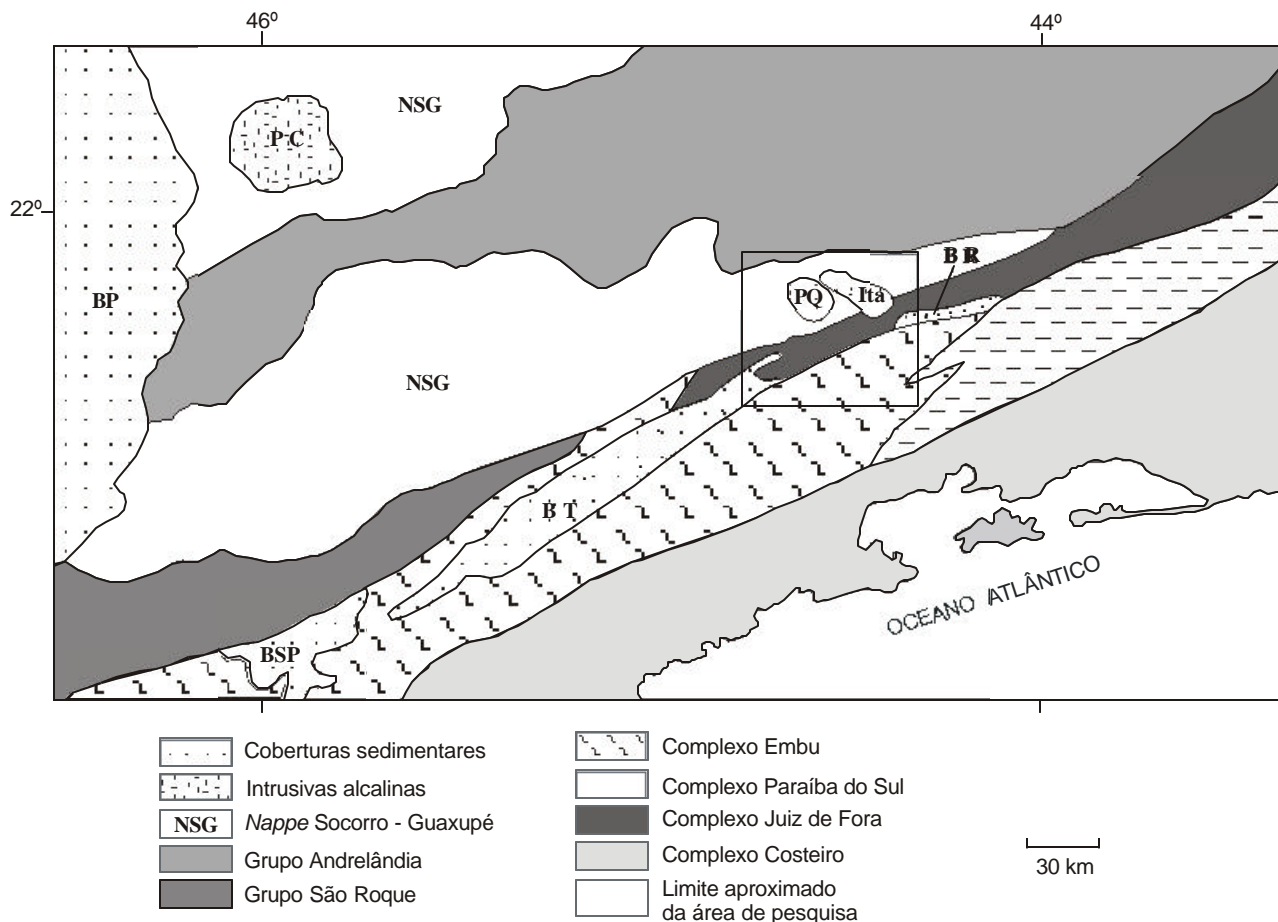 46º
44º
NSG
P C
22º
BP
B R
PQ
Itá
NSG
B T
OCEANO ATLÂNTICO
BSP
Coberturas sedimentares
Intrusivas alcalinas
NSG
Nappe Socorro - Guaxupé
Grupo Andrelândia
Grupo São Roque
Complexo Embu
Complexo Paraíba do Sul
Complexo Juiz de Fora
Complexo Costeiro
Limite aproximado
da área de pesquisa
30 km